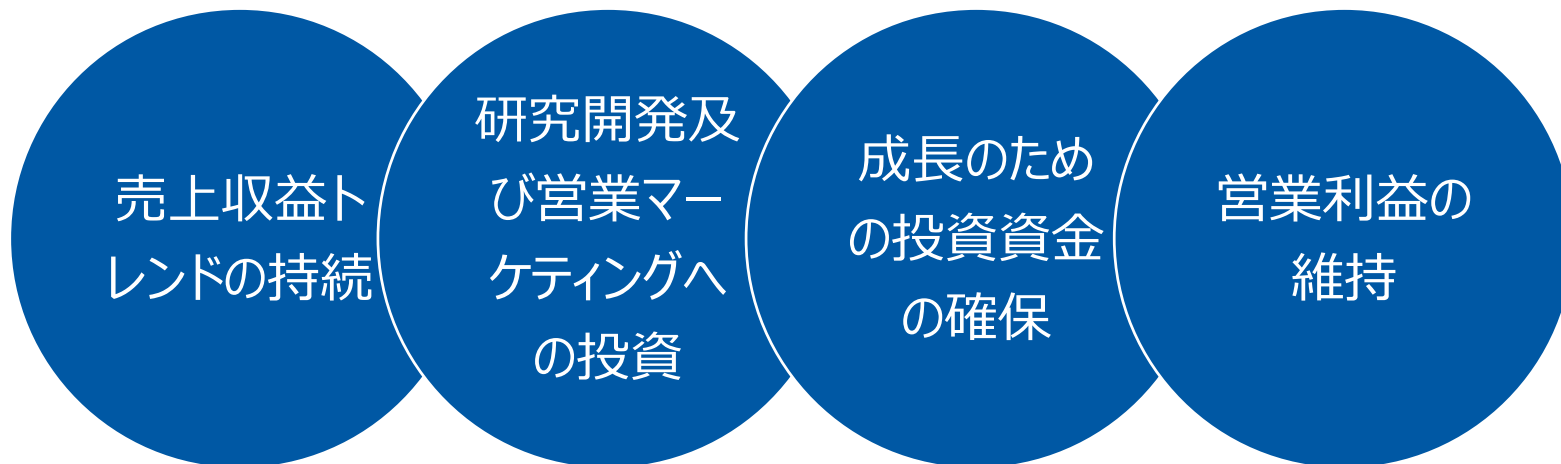 売上収益ト
レンドの持続
研究開発及
び営業マー
ケティングへ
の投資
成長のため
の投資資金
の確保
営業利益の
維持